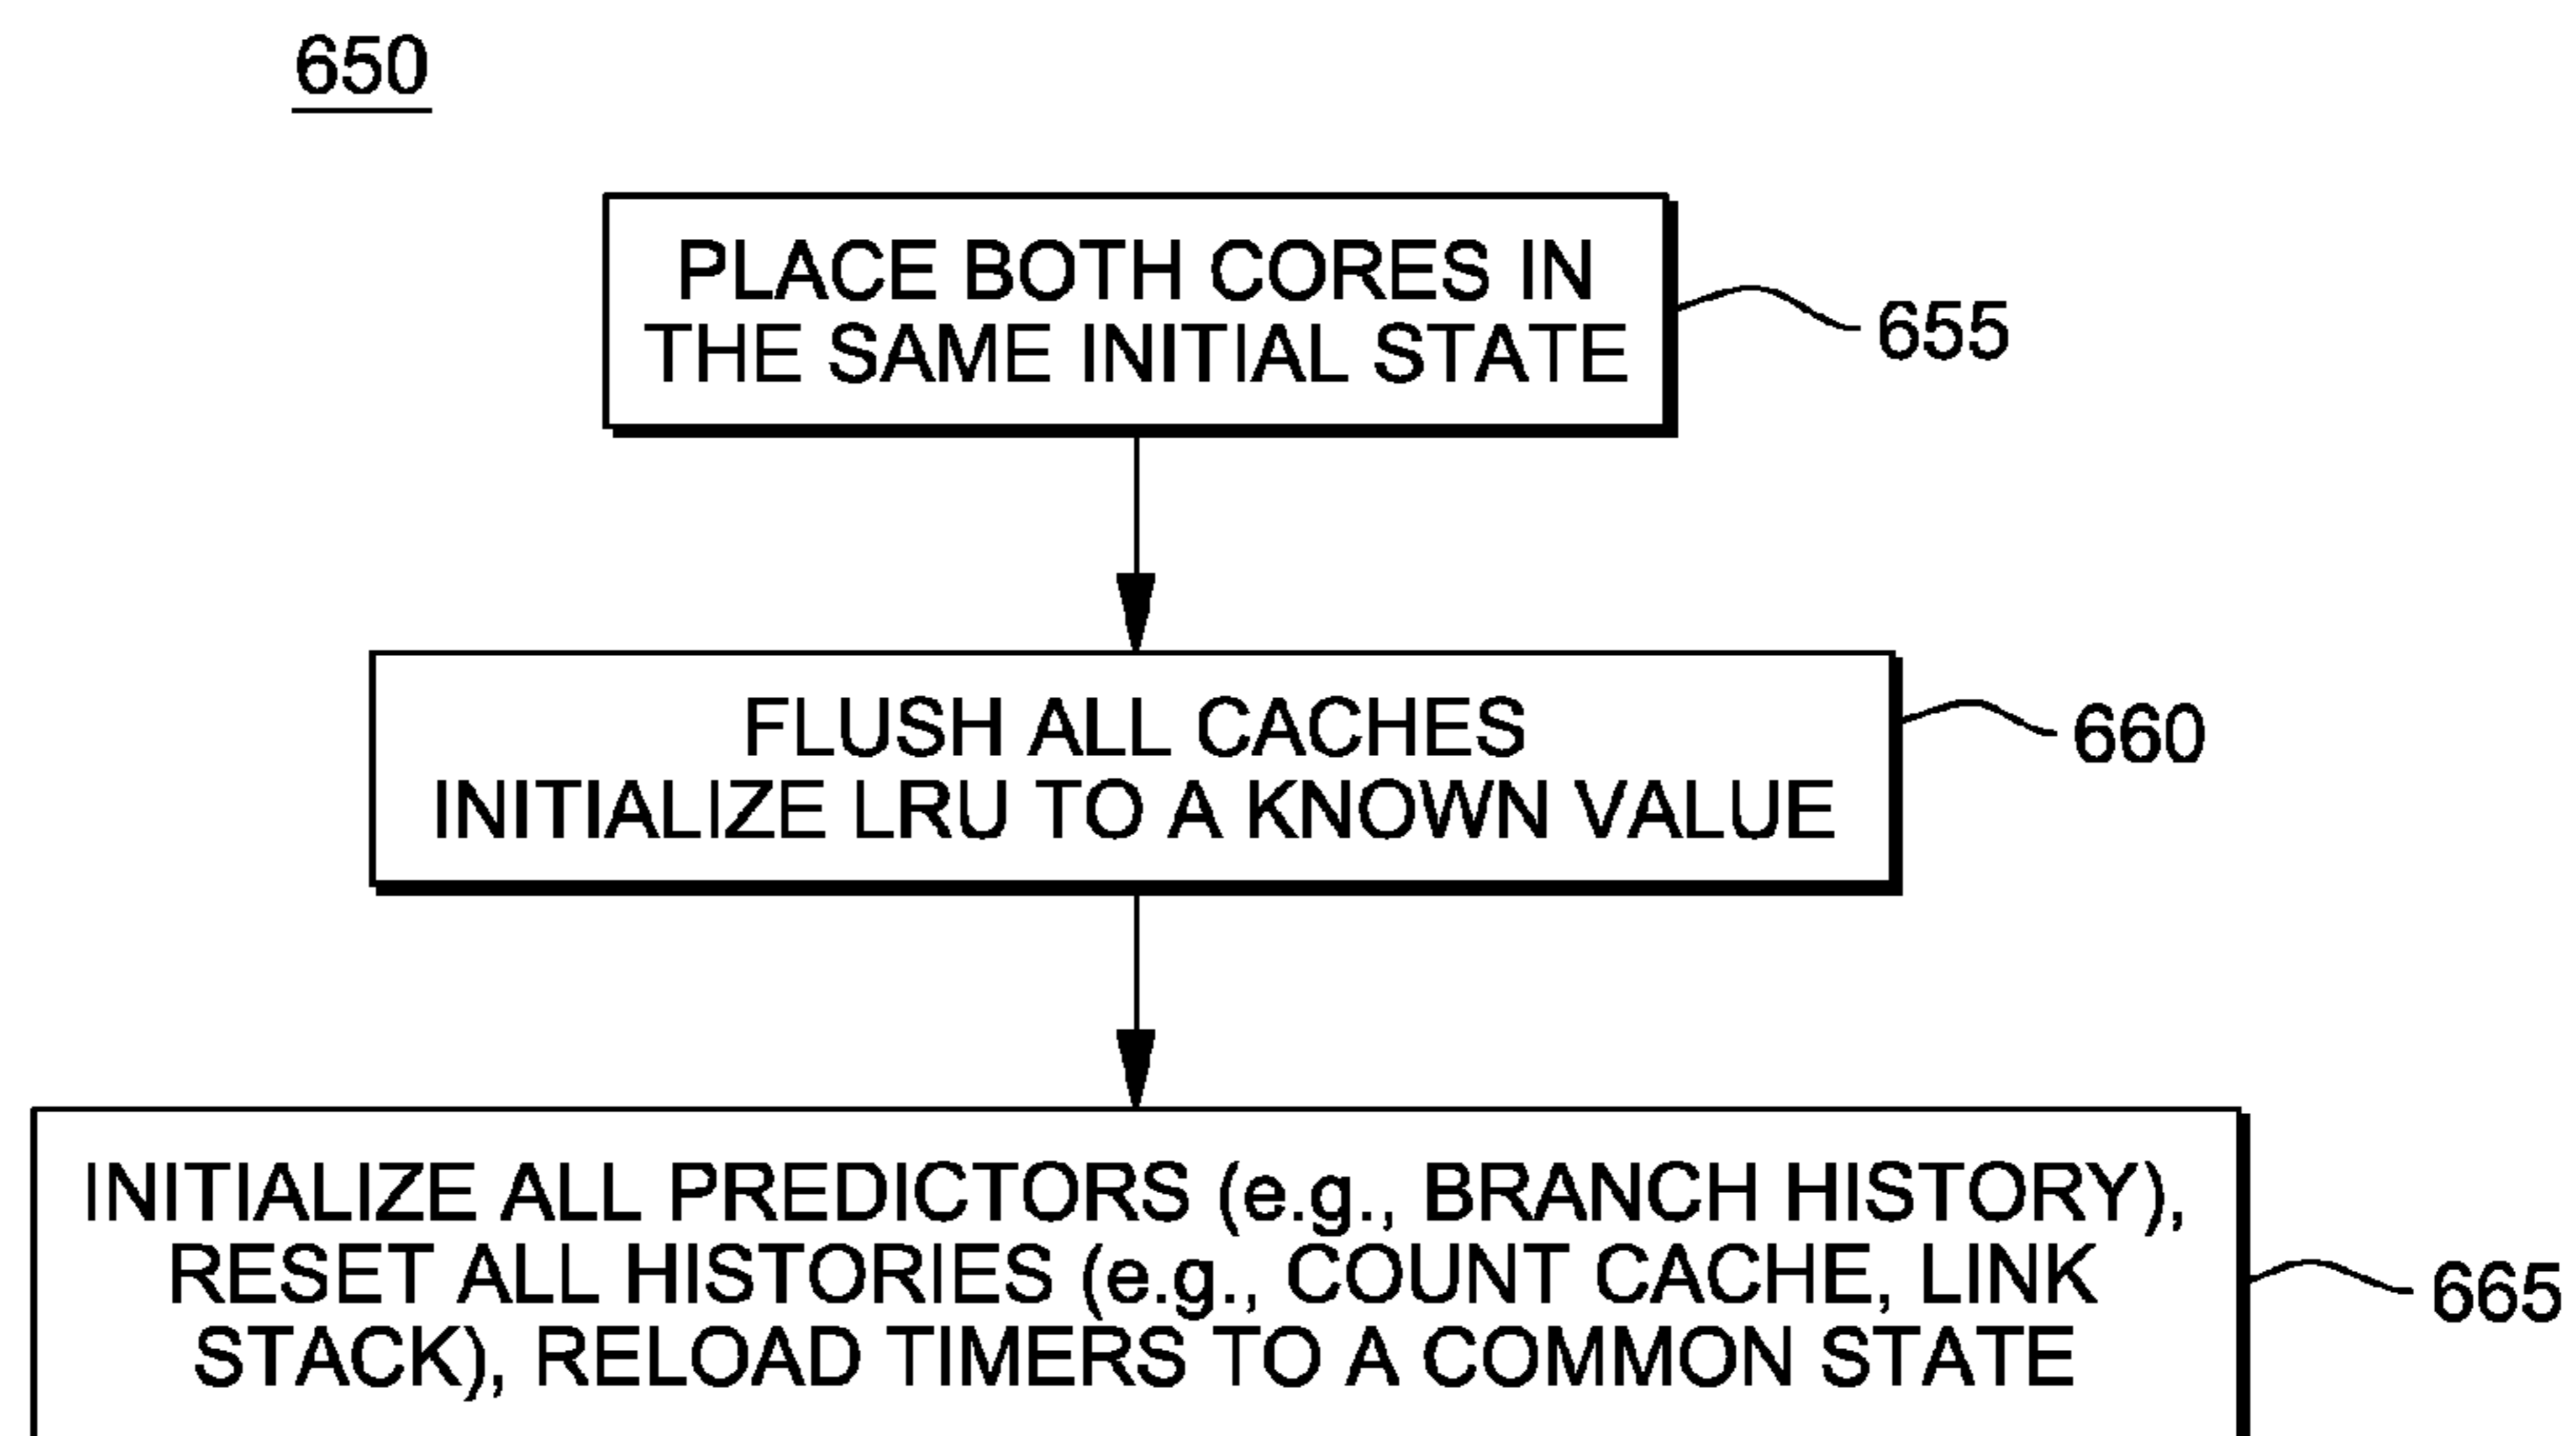 650
PLACE BOTH CORES IN
THE SAME INITIAL STATE
655
FLUSH ALL CACHES
INITIALIZE LRU TO A KNOWN VALUE
660
INITIALIZE ALL PREDICTORS (e.g., BRANCH HISTORY),
RESET ALL HISTORIES (e.g., COUNT CACHE, LINK
STACK), RELOAD TIMERS TO A COMMON STATE
665